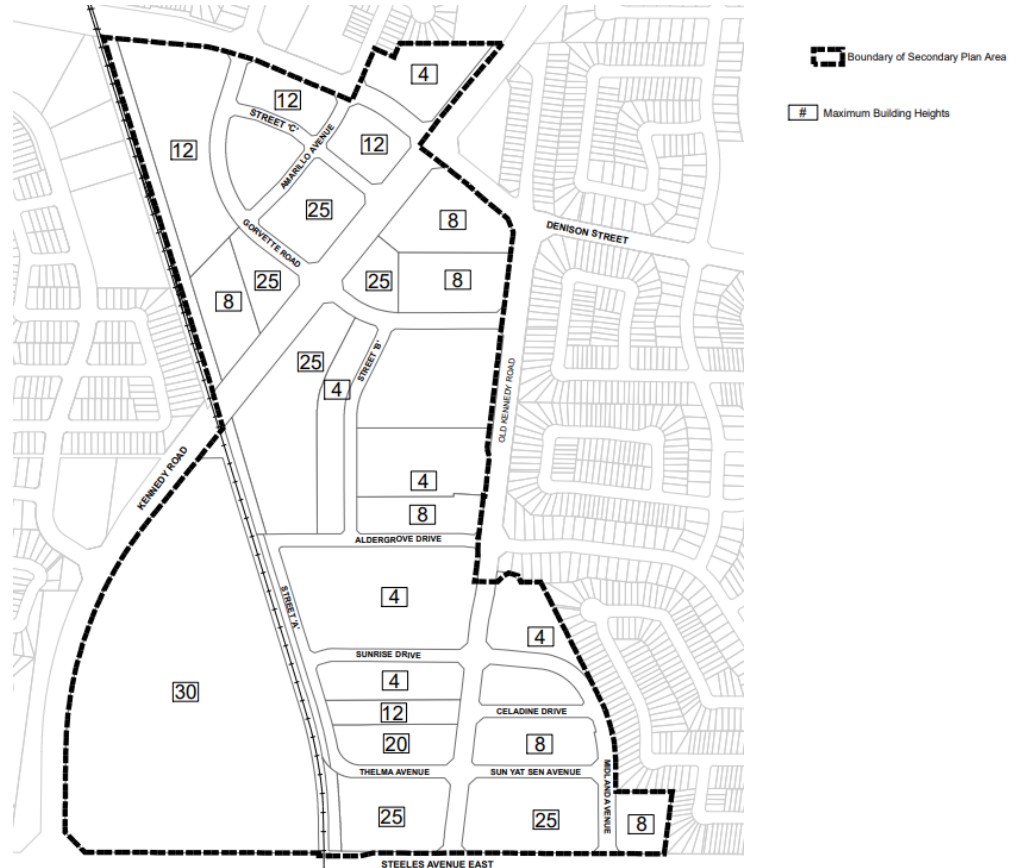 Boundary of Secondary Plan Area
# Maximum Building Heights
4
12
STREET 'C'
AMARILLO AVENUE
12
12
25
GORVETTE ROAD
8
DENISON STREET
25
25
8
8
25
STREET 'B'
4
OLD KENNEDY ROAD
KENNEDY ROAD
4
8
ALDERGROVE DRIVE
STREET 'A'
4
4
SUNRISE DRIVE
4
30
12
CELADINE DRIVE
20
8
THELMA AVENUE
SUN YAT SEN AVENUE
MIDLAND AVENUE
25
25
8
STEELES AVENUE EAST